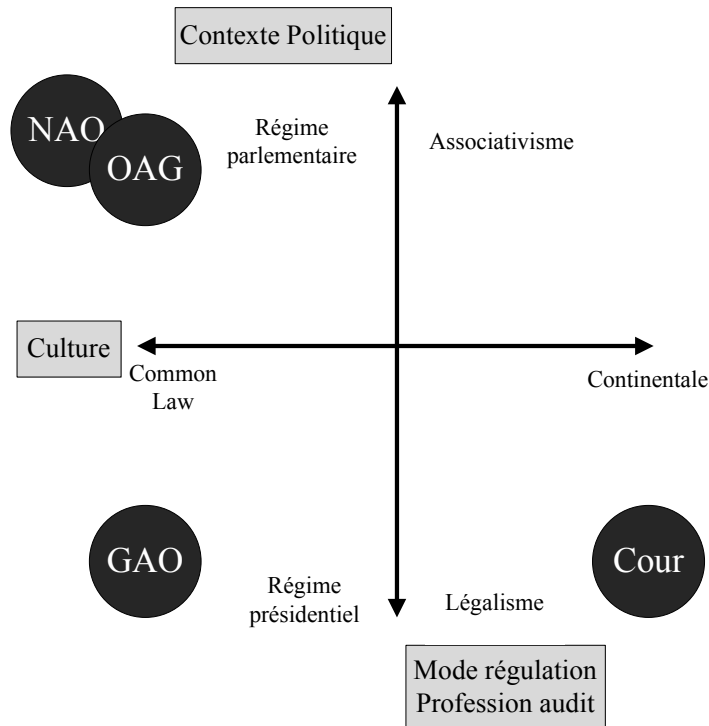 Contexte Politique
NAO
OAG
Régime
parlementaire
Associativisme
Culture
Common
Law
Continentale
GAO
Cour
Régime
présidentiel
Légalisme
Mode régulation
Profession audit